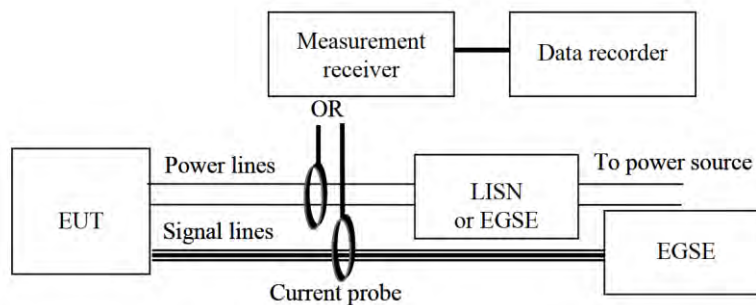 Measurement
receiver
Data recorder
OR
Power lines
To power source
LISN
or EGSE
EUT
Signal lines
EGSE
Current probe